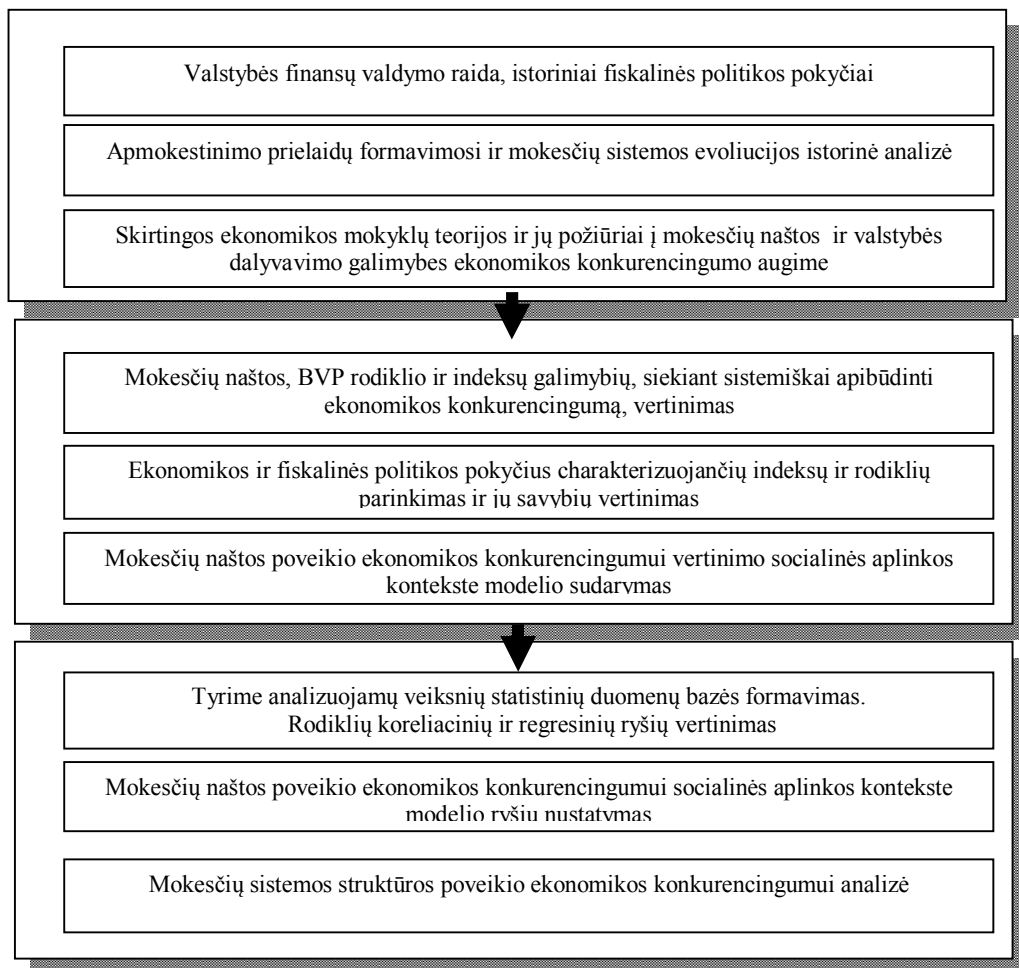 Valstybės finansų valdymo raida, istoriniai fiskalinės politikos pokyčiai
Apmokestinimo prielaidų formavimosi ir mokesčių sistemos evoliucijos istorinė analizė
Skirtingos ekonomikos mokyklų teorijos ir jų požiūriai į mokesčių naštos ir valstybės
dalyvavimo galimybes ekonomikos konkurencingumo augime
Mokesčių naštos, BVP rodiklio ir indeksų galimybių, siekiant sistemiškai apibūdinti
ekonomikos konkurencingumą, vertinimas
Ekonomikos ir fiskalinės politikos pokyčius charakterizuojančių indeksų ir rodiklių
parinkimas ir jų savybių vertinimas
Mokesčių naštos poveikio ekonomikos konkurencingumui vertinimo socialinės aplinkos
kontekste modelio sudarymas
Tyrime analizuojamų veiksnių statistinių duomenų bazės formavimas.
Rodiklių koreliacinių ir regresinių ryšių vertinimas
Mokesčių naštos poveikio ekonomikos konkurencingumui socialinės aplinkos kontekste
modelio ryšių nustatymas
Mokesčių sistemos struktūros poveikio ekonomikos konkurencingumui analizė